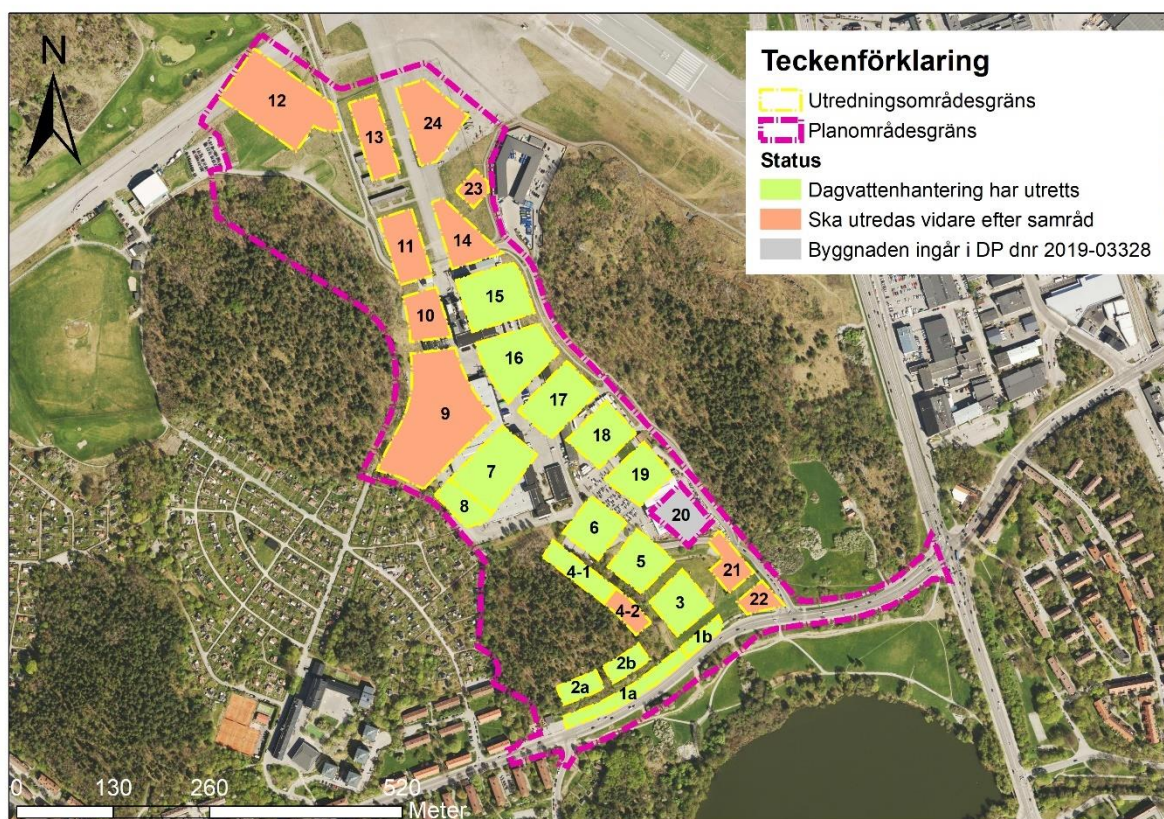 N
Teckenförklaring
Utredningsområdesgräns
Planområdesgräns
Status
Dagvattenhantering har utretts
Ska utredas vidare efter samråd
Byggnaden ingår i DP dnr 2019-03328
12
13
24
23
11
14
15
10
16
9
17
18
7
19
8
20
6
4-1
5
21
4-2
3
22
1b
2b
2a
1a
0 130 260 520
Meter